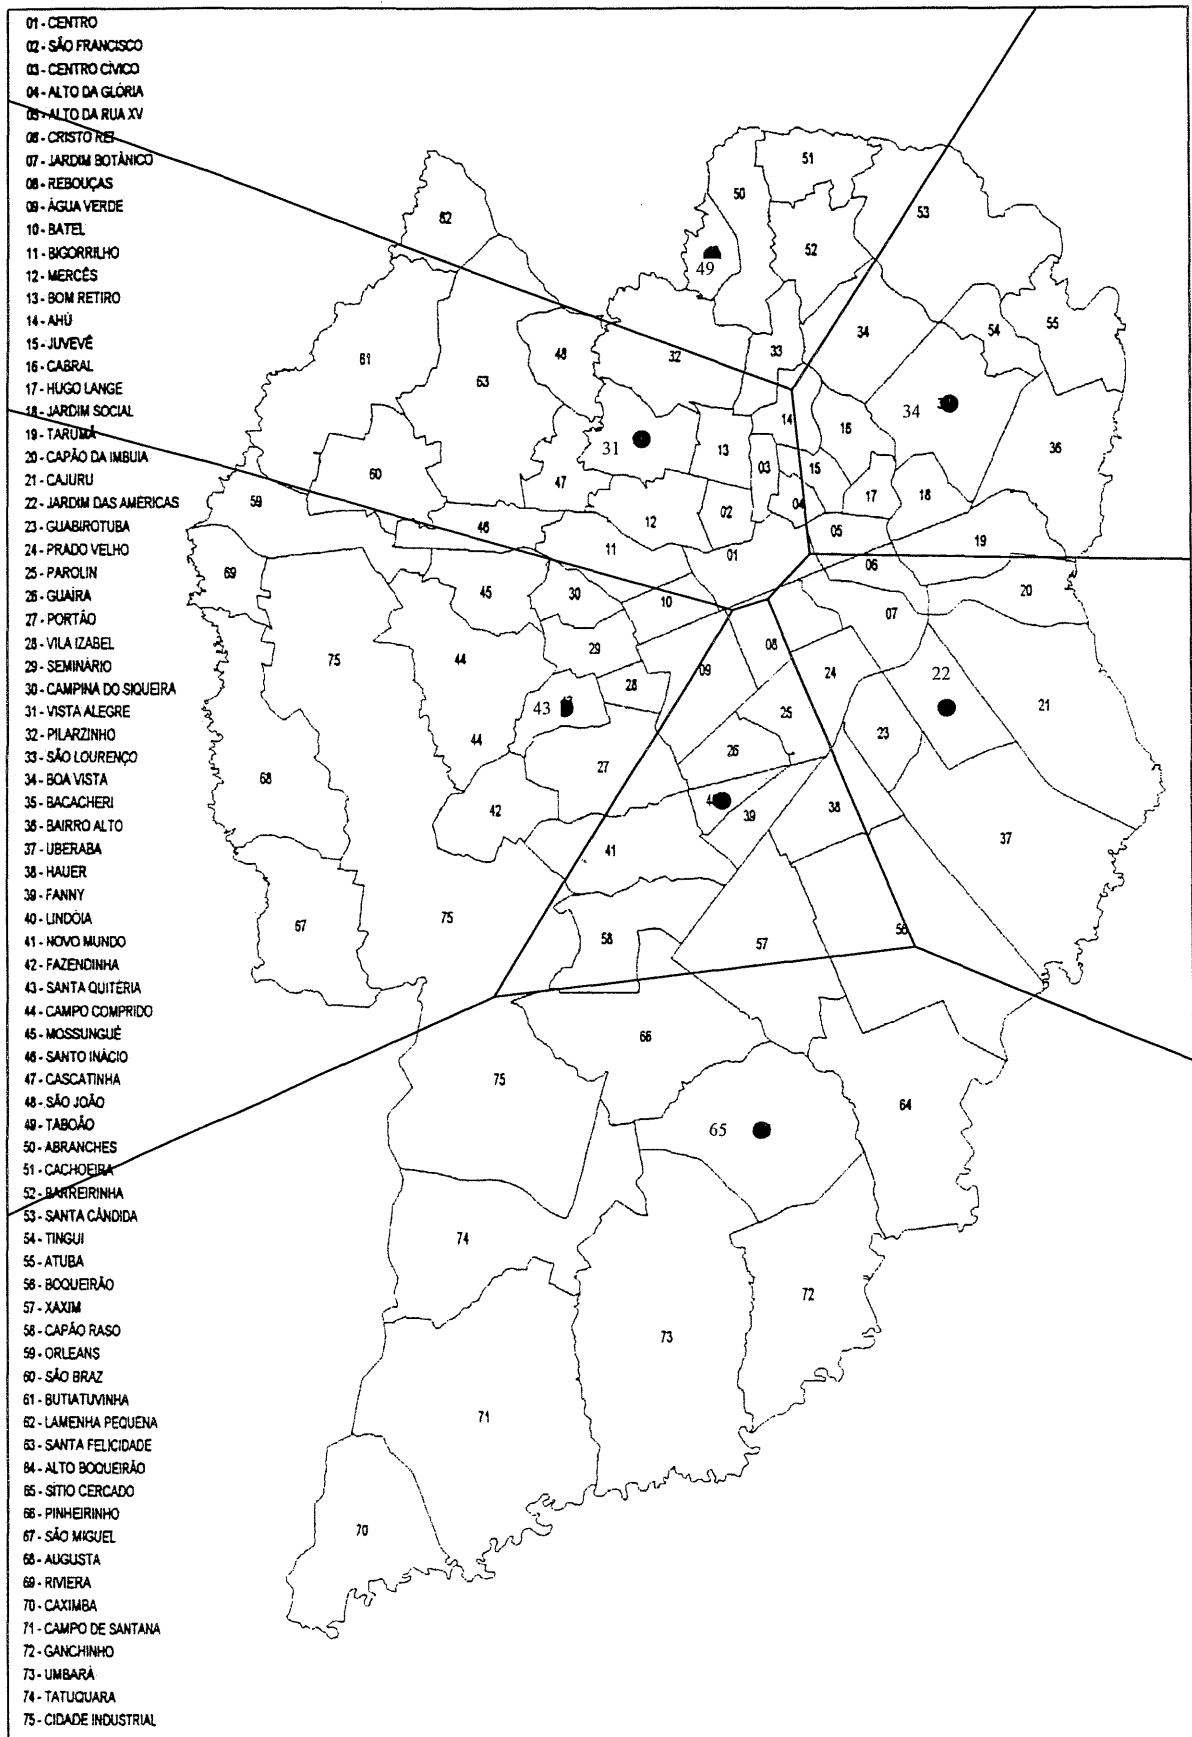 01 - CENTRO
02 - SÃO FRANCISCO
03 - CENTRO CÍVICO
04 - ALTO DA GLÓRIA
05 - ALTO DA RUA XV
06 - CRISTO REI
07 - JARDIM BOTÂNICO
08 - REBOUÇAS
09 - ÁGUA VERDE
10 - BATEL
11 - BIGORRILHO
12 - MERCÊS
13 - BOM RETIRO
14 - AHÚ
15 - JUVEVÊ
16 - CABRAL
17 - HUGO LANGE
18 - JARDIM SOCIAL
19 - TARUMÃ
20 - CAPÃO DA IMBUIA
21 - CAJURU
22 - JARDIM DAS AMÉRICAS
23 - GUABIROTUBA
24 - PRADO VELHO
25 - PAROLIN
26 - GUAÍRA
27 - PORTÃO
28 - VILA IZABEL
29 - SEMINÁRIO
30 - CAMPINA DO SIQUEIRA
31 - VISTA ALEGRE
32 - PILARZINHO
33 - SÃO LOURENÇO
34 - BOA VISTA
35 - BACACHERI
36 - BAIRRO ALTO
37 - UBERABA
38 - HAUER
39 - FANNY
40 - LINDÓIA
41 - NOVO MUNDO
42 - FAZENDINHA
43 - SANTA QUITÉRIA
44 - CAMPO COMPRIDO
45 - MOSSUNGUÊ
46 - SANTO INÁCIO
47 - CASCATINHA
48 - SÃO JOÃO
49 - TABOÃO
50 - ABRANCHES
51 - CACHOEIRA
52 - BARREIRINHA
53 - SANTA CÂNDIDA
54 - TINGUI
55 - ATUBA
56 - BOQUEIRÃO
57 - XAXIM
58 - CAPÃO RASO
59 - ORLEANS
60 - SÃO BRAZ
61 - BUTIATUVINHA
62 - LAMENHA PEQUENA
63 - SANTA FELICIDADE
64 - ALTO BOQUEIRÃO
65 - SÍTIO CERCADO
66 - PINHEIRINHO
67 - SÃO MIGUEL
68 - AUGUSTA
69 - RIVIERA
70 - CAXIMBA
71 - CAMPO DE SANTANA
72 - GANCHINHO
73 - UMBARÁ
74 - TATUQUARA
75 - CIDADE INDUSTRIAL
51
50
53
62
52
49
55
34
54
33
48
32
61
63
34
14
16
31
13
36
03
15
60
47
17
18
59
04
02
46
12
05
19
11
01
06
69
20
45
30
10
07
08
29
75
44
09
24
22
28
43
21
25
23
44
26
27
68
42
38
39
37
41
75
67
58
56
57
66
75
64
65
74
72
73
71
70